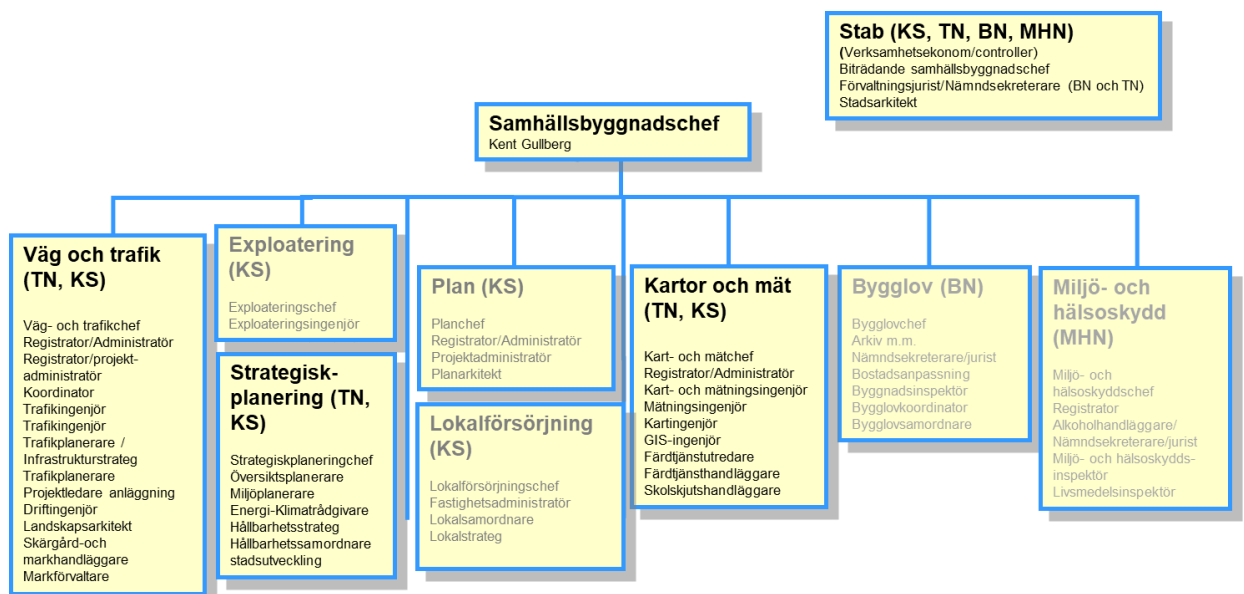 Stab (KS, TN, BN, MHN)
(Verksamhetsekonom/controller)
Biträdande samhällsbyggnadschef
Förvaltningsjurist/Nämndsekreterare (BN och TN)
Stadsarkitekt
Samhällsbyggnadschef
Kent Gullberg
Väg och trafik
(TN, KS)
Väg- och trafikchef
Registrator/Administratör
Registrator/projekt-
administratör
Koordinator
Trafikingenjör
Trafikingenjör
Trafikplanerare /
Infrastrukturstrateg
Trafikplanerare
Projektledare anläggning
Driftingenjör
Landskapsarkitekt
Skärgård-och
markhandläggare
Markförvaltare
Exploatering
(KS)
Exploateringschef
Exploateringsingenjör
Strategisk-
planering (TN,
KS)
Strategiskplaneringchef
Översiktsplanerare
Miljöplanerare
Energi-Klimatrådgivare
Hållbarhetsstrateg
Hållbarhetssamordnare
stadsutveckling
Plan (KS)
Planchef
Registrator/Administratör
Projektadministratör
Planarkitekt
Lokalförsörjning
(KS)
Lokalförsörjningschef
Fastighetsadministratör
Lokalsamordnare
Lokalstrateg
Kartor och mät
(TN, KS)
Kart- och mätchef
Registrator/Administratör
Kart- och mätningsingenjör
Mätningsingenjör
Kartingenjör
GIS-ingenjör
Färdtjänstutredare
Färdtjänsthandläggare
Skolskjutshandläggare
Bygglov (BN)
Bygglovchef
Arkiv m.m.
Nämndsekreterare/jurist
Bostadsanpassning
Byggnadsinspektör
Bygglovkoordinator
Bygglovsamordnare
Miljö- och
hälsoskydd
(MHN)
Miljö- och
hälsoskyddschef
Registrator
Alkoholhandläggare/
Nämndsekreterare/jurist
Miljö- och hälsoskydds-
inspektör
Livsmedelsinspektör